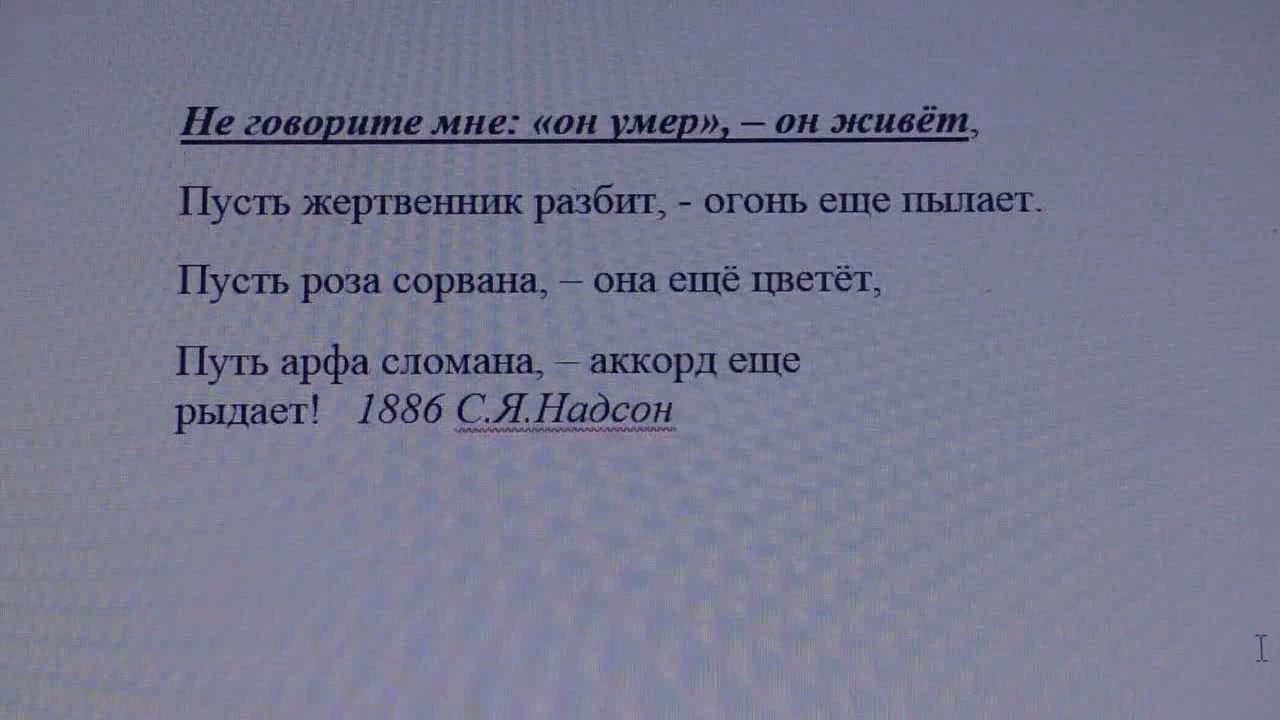 Не говорите мне: «он умер», – он живёт,
Пусть жертвенник разбит, - огонь еще пылает.
Пусть роза сорвана, – она ещё цветёт,
Путь арфа сломана, – аккорд еще
рыдает! 1886 С.Я.Надсон